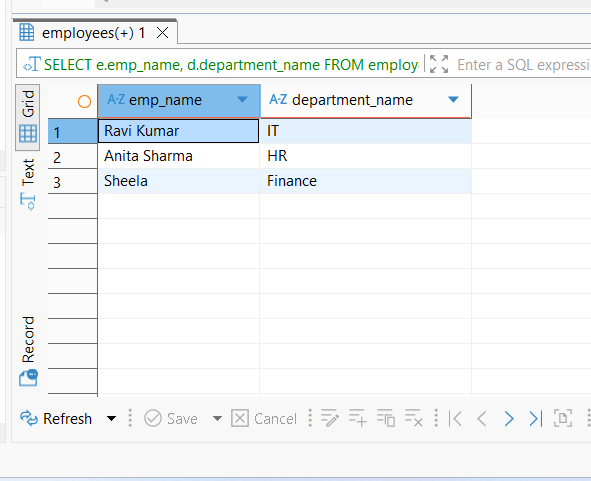 employees(+) 1
SELECT e.emp_name, d.department_name FROM employ
Enter a SQL expressi
Grid
Text
Record
A-Z emp_name A-Z department_name
1 Ravi Kumar IT
2 Anita Sharma HR
3 Sheela Finance
Refresh Save Cancel